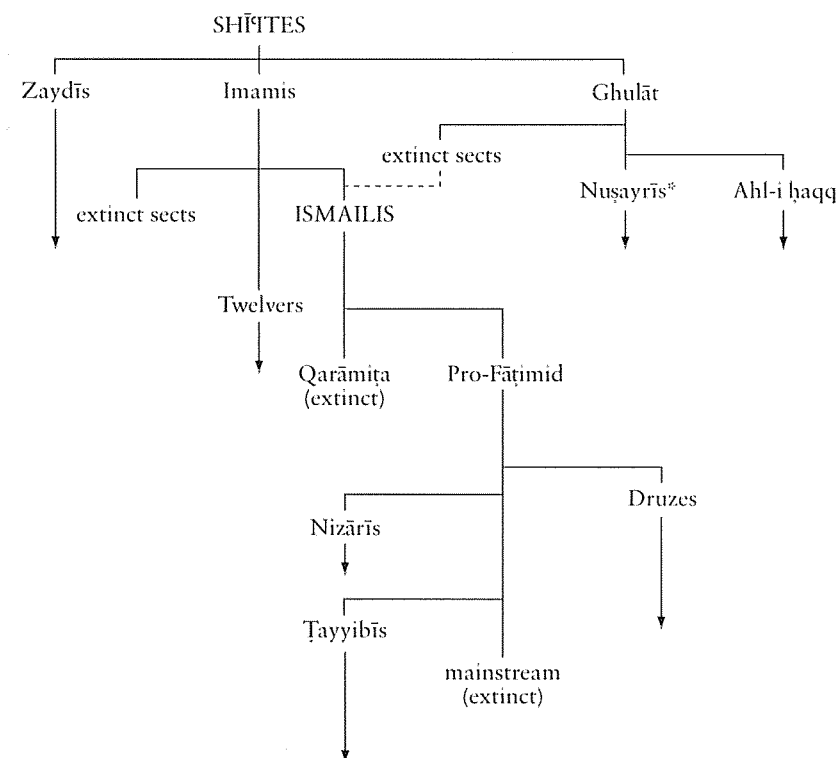 SHĪʿITES
Zaydīs
Imamis
Ghulāt
extinct sects
extinct sects
ISMAILIS
Nuṣayrīs*
Ahl-i ḥaqq
Twelvers
Qarāmiṭa
(extinct)
Pro-Fāṭimid
Druzes
Nizārīs
Ṭayyibīs
mainstream
(extinct)